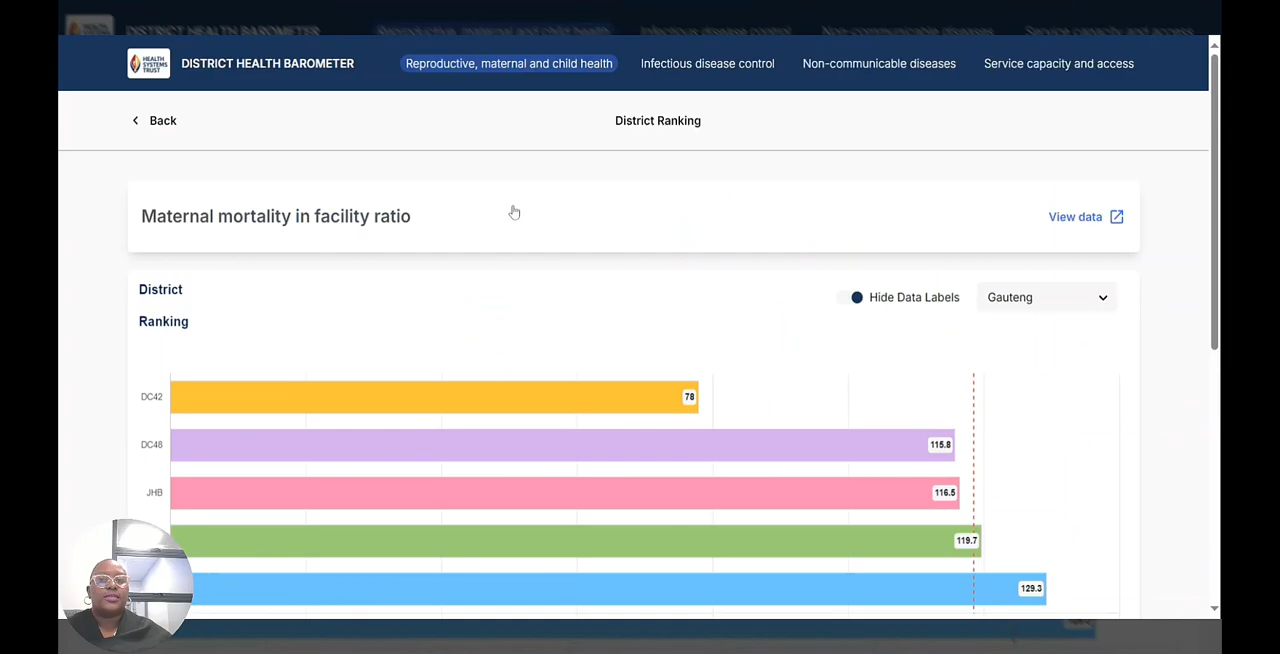 HEALTH SYSTEMS TRUST
DISTRICT HEALTH BAROMETER
Reproductive, maternal and child health
Infectious disease control
Non-communicable diseases
Service capacity and access
Back
District Ranking
Maternal mortality in facility ratio
View data
District
Ranking
Hide Data Labels
Gauteng
DC42
78
DC48
115.8
JHB
116.5
119.7
129.3